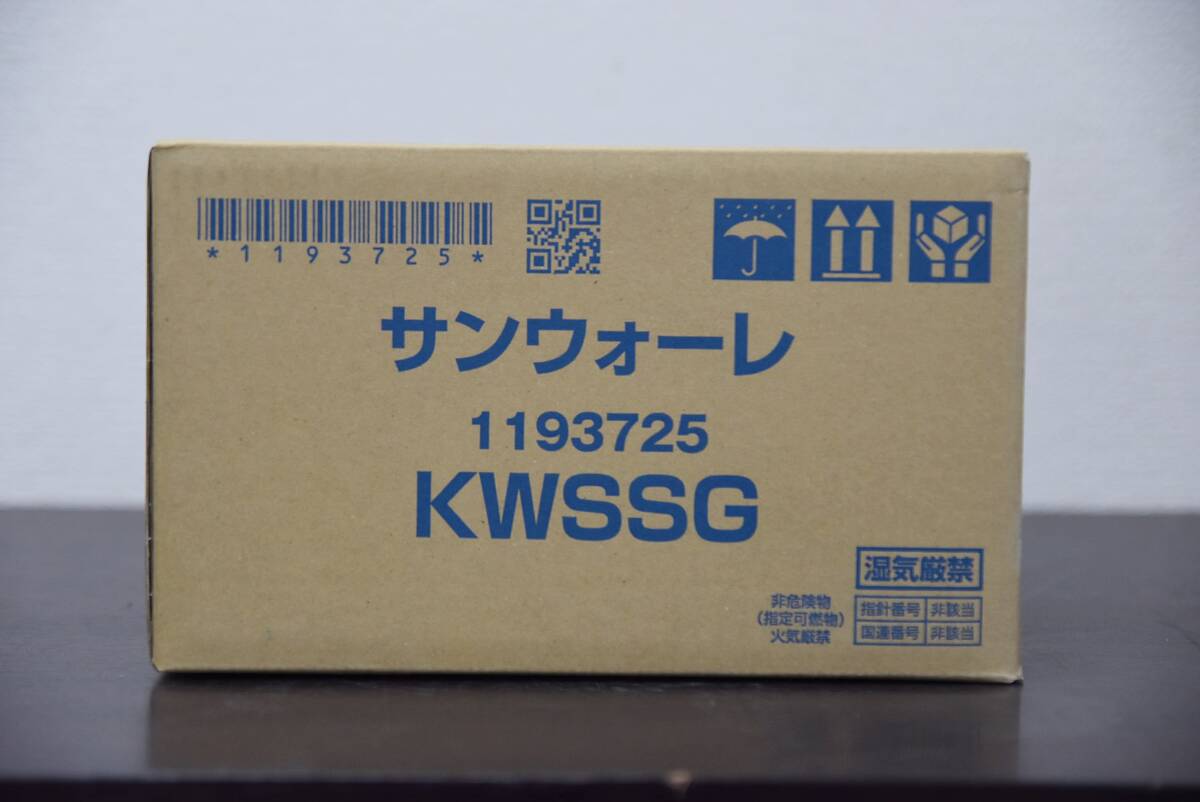 *1193725*
サンウォーレ
1193725
KWSSG
湿気厳禁
非危険物
(指定可燃物)
火気厳禁
指針番号 非該当
国連番号 非該当